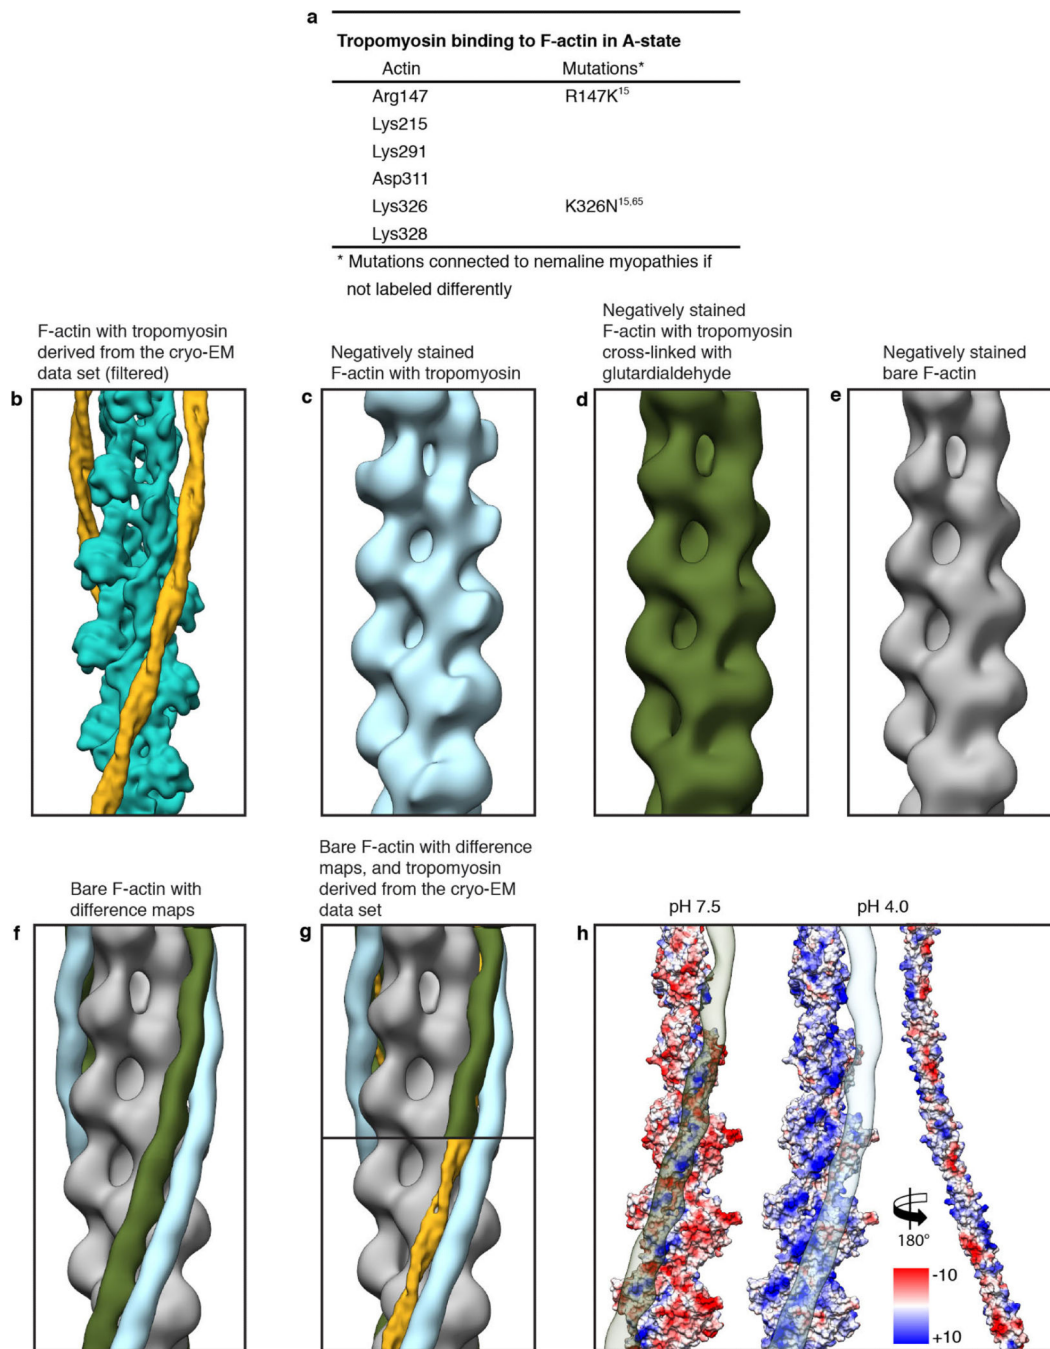 a
Tropomyosin binding to F-actin in A-state
Actin Mutations*
Arg147 R147K15
Lys215
Lys291
Asp311
Lys326 K326N15,65
Lys328
* Mutations connected to nemaline myopathies if
not labeled differently
F-actin with tropomyosin
derived from the cryo-EM
data set (filtered)
b
Negatively stained
F-actin with tropomyosin
c
Negatively stained
F-actin with tropomyosin
cross-linked with
glutardialdehyde
d
Negatively stained
bare F-actin
e
Bare F-actin with
difference maps
f
Bare F-actin with difference
maps, and tropomyosin
derived from the cryo-EM
data set
g
pH 7.5 pH 4.0
h
180°
-10
+10